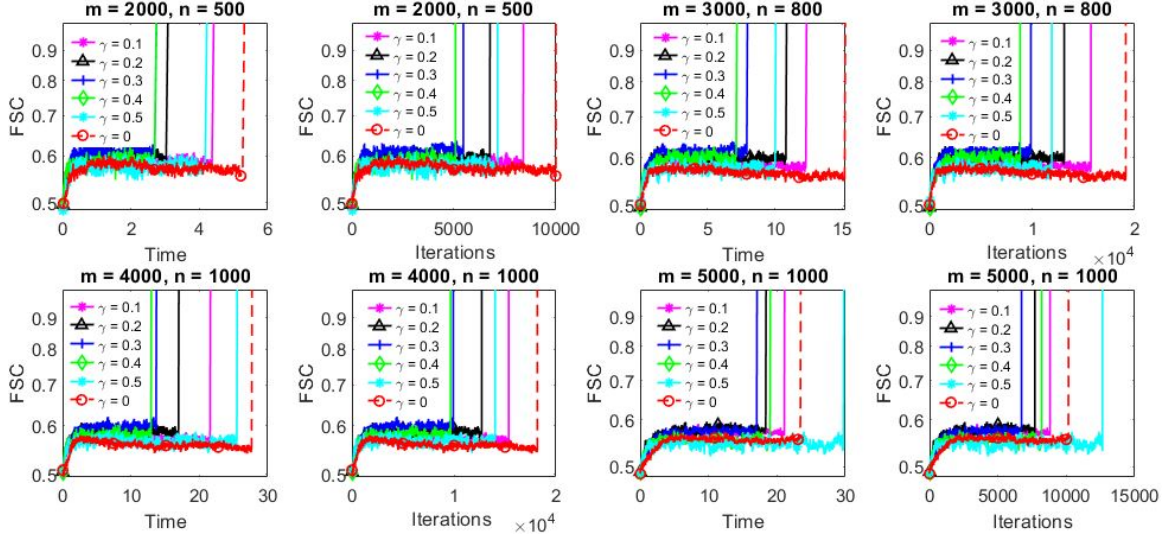 m = 2000, n = 500
FSC
0.9
0.8
0.7
0.6
0.5
γ = 0.1
γ = 0.2
γ = 0.3
γ = 0.4
γ = 0.5
γ = 0
0 2 4 6
Time
m = 2000, n = 500
FSC
0.9
0.8
0.7
0.6
0.5
γ = 0.1
γ = 0.2
γ = 0.3
γ = 0.4
γ = 0.5
γ = 0
0 5000 10000
Iterations
m = 3000, n = 800
FSC
0.9
0.8
0.7
0.6
0.5
γ = 0.1
γ = 0.2
γ = 0.3
γ = 0.4
γ = 0.5
γ = 0
0 5 10 15
Time
m = 3000, n = 800
FSC
0.9
0.8
0.7
0.6
0.5
γ = 0.1
γ = 0.2
γ = 0.3
γ = 0.4
γ = 0.5
γ = 0
0 1 2
Iterations ×10⁴
m = 4000, n = 1000
FSC
0.9
0.8
0.7
0.6
0.5
γ = 0.1
γ = 0.2
γ = 0.3
γ = 0.4
γ = 0.5
γ = 0
0 10 20 30
Time
m = 4000, n = 1000
FSC
0.9
0.8
0.7
0.6
0.5
γ = 0.1
γ = 0.2
γ = 0.3
γ = 0.4
γ = 0.5
γ = 0
0 1 2
Iterations ×10⁴
m = 5000, n = 1000
FSC
0.9
0.8
0.7
0.6
0.5
γ = 0.1
γ = 0.2
γ = 0.3
γ = 0.4
γ = 0.5
γ = 0
0 10 20 30
Time
m = 5000, n = 1000
FSC
0.9
0.8
0.7
0.6
0.5
γ = 0.1
γ = 0.2
γ = 0.3
γ = 0.4
γ = 0.5
γ = 0
0 5000 10000 15000
Iterations